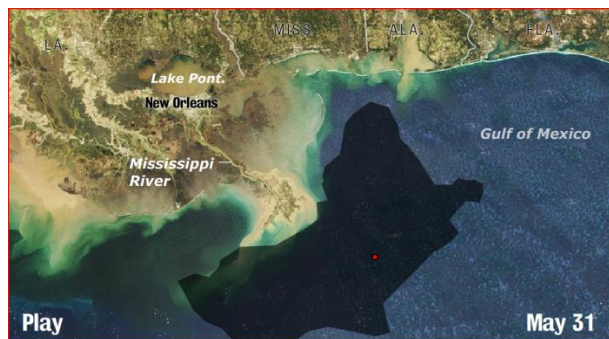 LA.
MISS.
ALA.
FLA.
Lake Pont.
New Orleans
Gulf of Mexico
Mississippi
River
Play
May 31